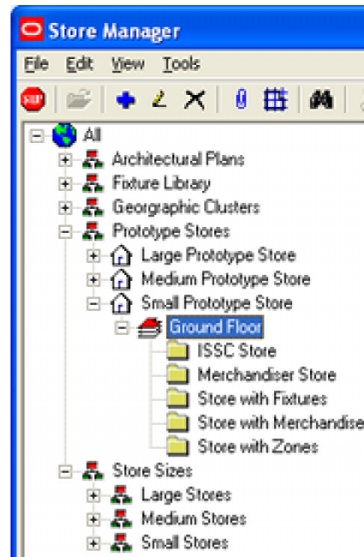 Store Manager
File Edit View Tools
STOP
All
Architectural Plans
Fixture Library
Georgraphic Clusters
Prototype Stores
Large Prototype Store
Medium Prototype Store
Small Prototype Store
Ground Floor
ISSC Store
Merchandiser Store
Store with Fixtures
Store with Merchandise
Store with Zones
Store Sizes
Large Stores
Medium Stores
Small Stores